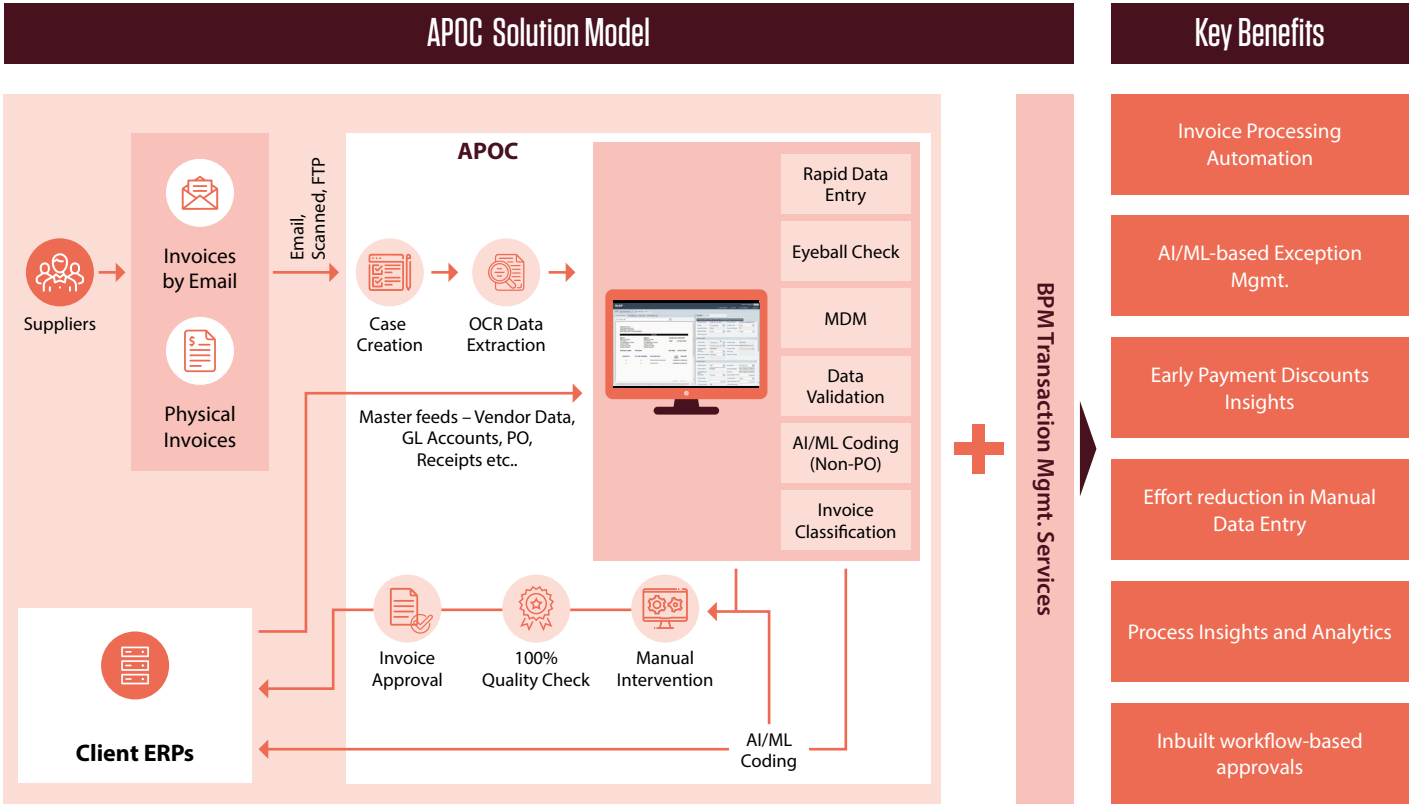 APOC Solution Model
Key Benefits
Suppliers
Invoices
by Email
Physical
Invoices
Email,
Scanned, FTP
APOC
Case
Creation
OCR Data
Extraction
Master feeds – Vendor Data,
GL Accounts, PO,
Receipts etc..
Rapid Data
Entry
Eyeball Check
MDM
Data
Validation
AI/ML Coding
(Non-PO)
Invoice
Classification
Invoice
Approval
100%
Quality Check
Manual
Intervention
AI/ML
Coding
Client ERPs
BPM Transaction Mgmt. Services
Invoice Processing
Automation
AI/ML-based Exception
Mgmt.
Early Payment Discounts
Insights
Effort reduction in Manual
Data Entry
Process Insights and Analytics
Inbuilt workflow-based
approvals